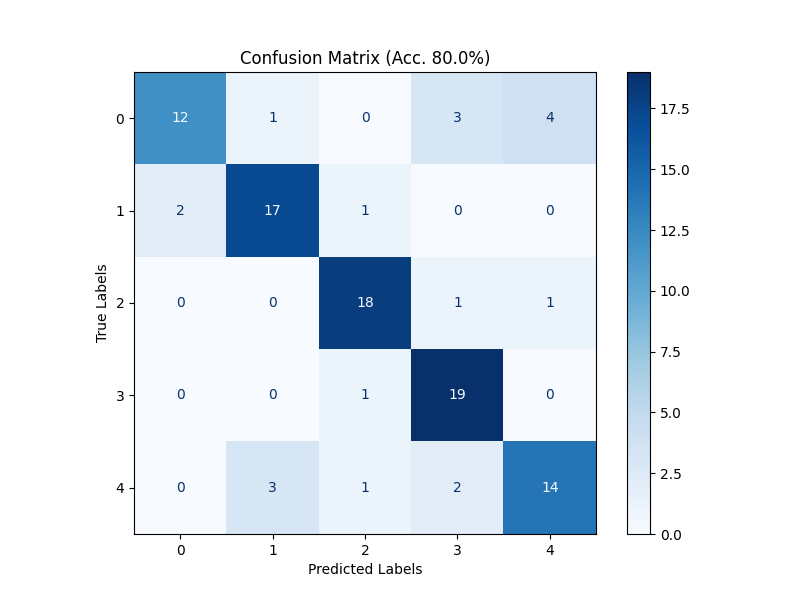 Confusion Matrix (Acc. 80.0%)
0 12 1 0 3 4
1 2 17 1 0 0
2 0 0 18 1 1
3 0 0 1 19 0
4 0 3 1 2 14
0 1 2 3 4
Predicted Labels
True Labels
17.5
15.0
12.5
10.0
7.5
5.0
2.5
0.0